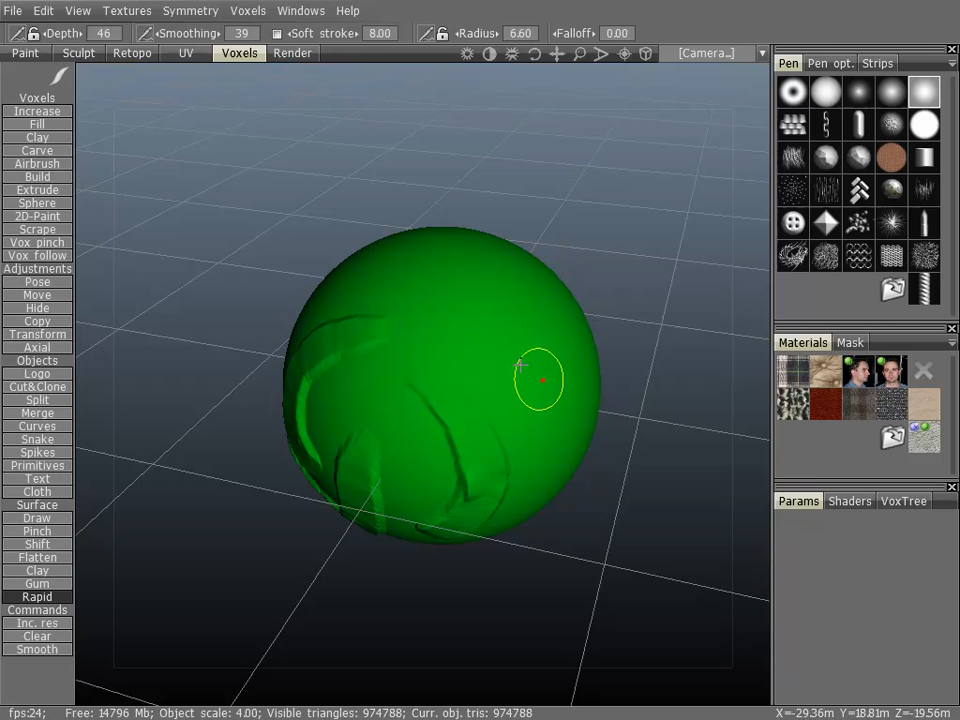 File Edit View Textures Symmetry Voxels Windows Help
Depth: 46 Smoothing: 39 Soft stroke: 8.00 Radius: 6.60 Falloff: 0.00
Paint Sculpt Retopo UV Voxels Render [Camera..]
Voxels
Increase
Fill
Clay
Carve
Airbrush
Build
Extrude
Sphere
2D-Paint
Scrape
Vox pinch
Vox follow
Adjustments
Pose
Move
Hide
Copy
Transform
Axial
Objects
Logo
Cut&Clone
Split
Merge
Curves
Snake
Spikes
Primitives
Text
Cloth
Surface
Draw
Pinch
Shift
Flatten
Clay
Gum
Rapid
Commands
Inc. res
Clear
Smooth
Pen Pen opt. Strips
Materials Mask
Params Shaders VoxTree
fps:24; Free: 14796 Mb; Object scale: 4.00; Visible triangles: 974788; Curr. obj. tris: 974788; X=-29.36m Y=18.81m Z=-19.56m